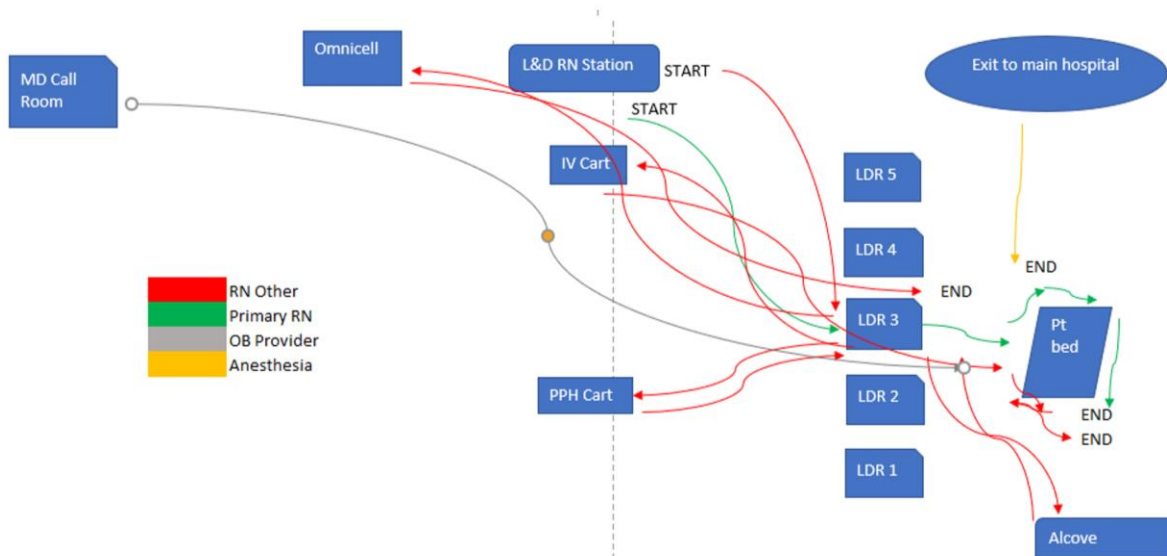 Omnicell
L&D RN Station
START
Exit to main hospital
MD Call
Room
START
IV Cart
LDR 5
LDR 4
END
END
RN Other
Primary RN
OB Provider
Anesthesia
LDR 3
Pt
bed
PPH Cart
LDR 2
END
END
LDR 1
Alcove